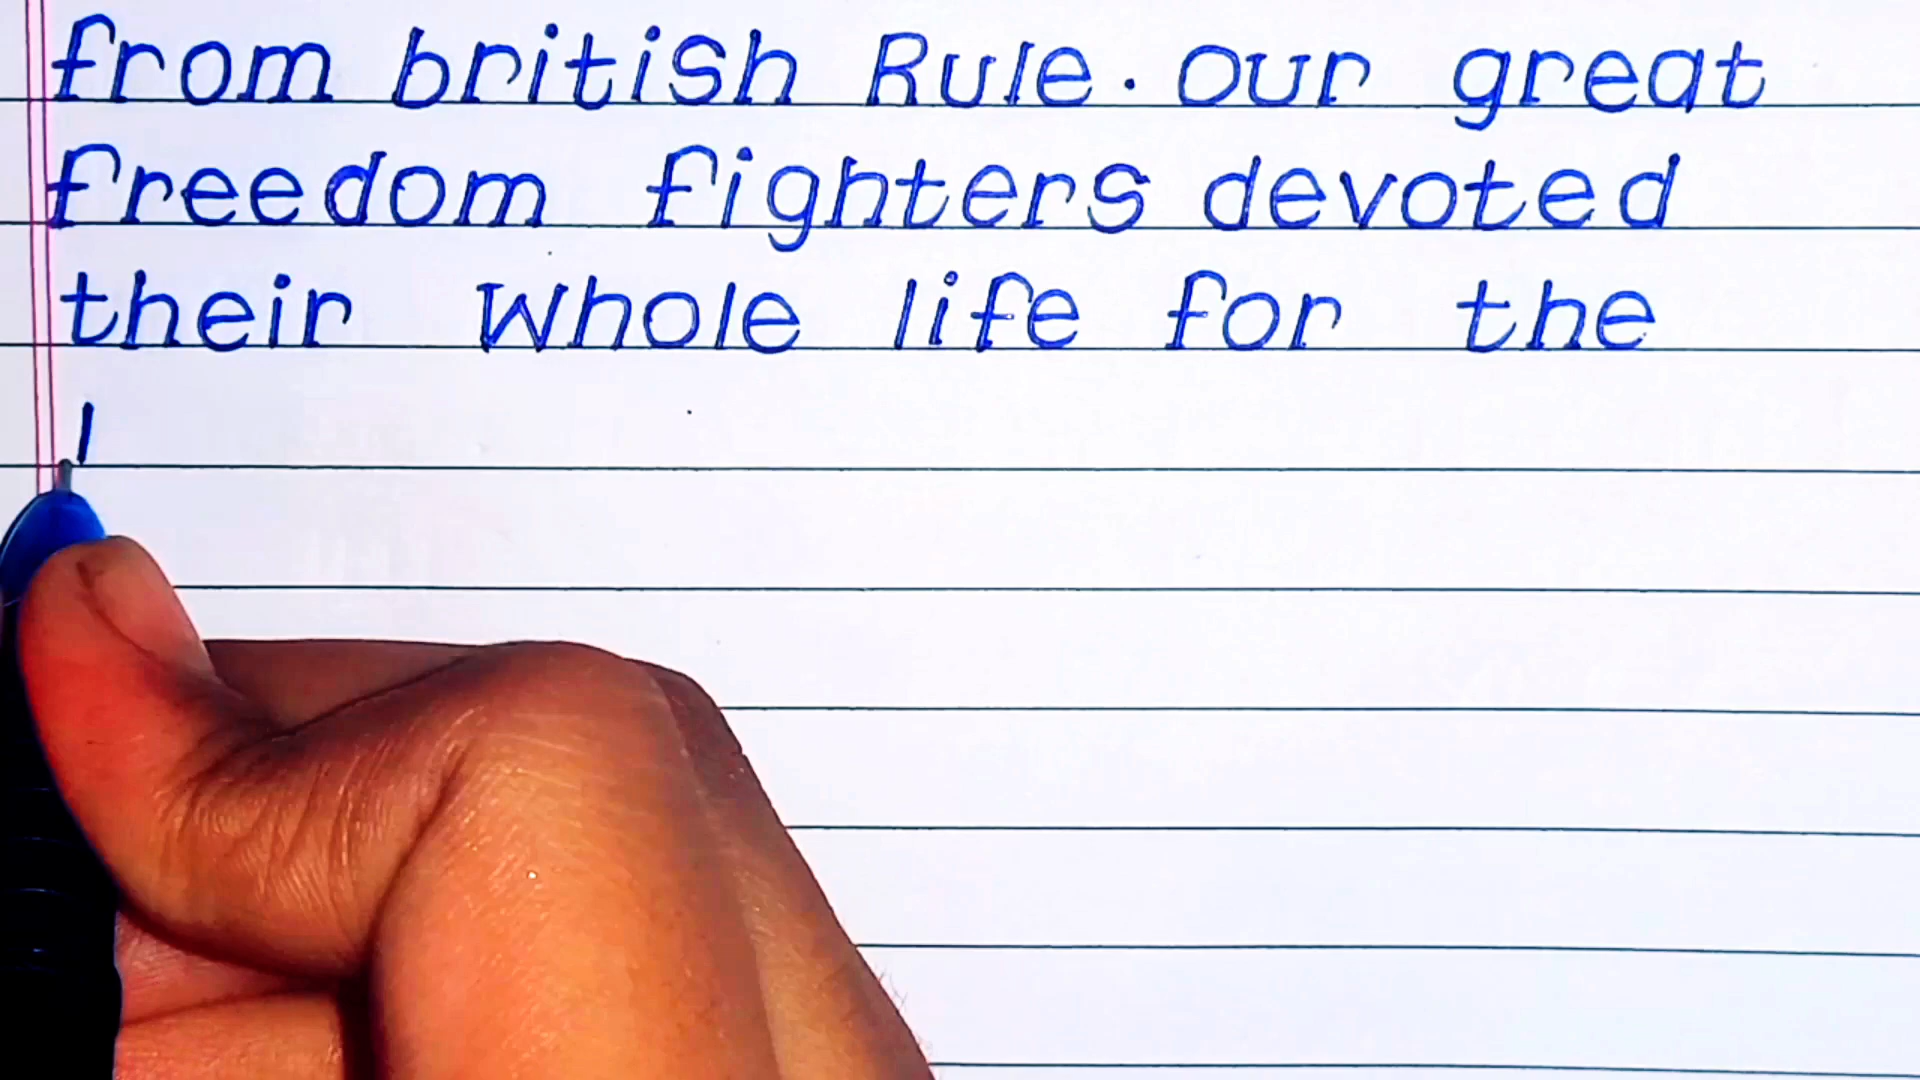 from british Rule. our great
freedom fighters devoted
their whole life for the